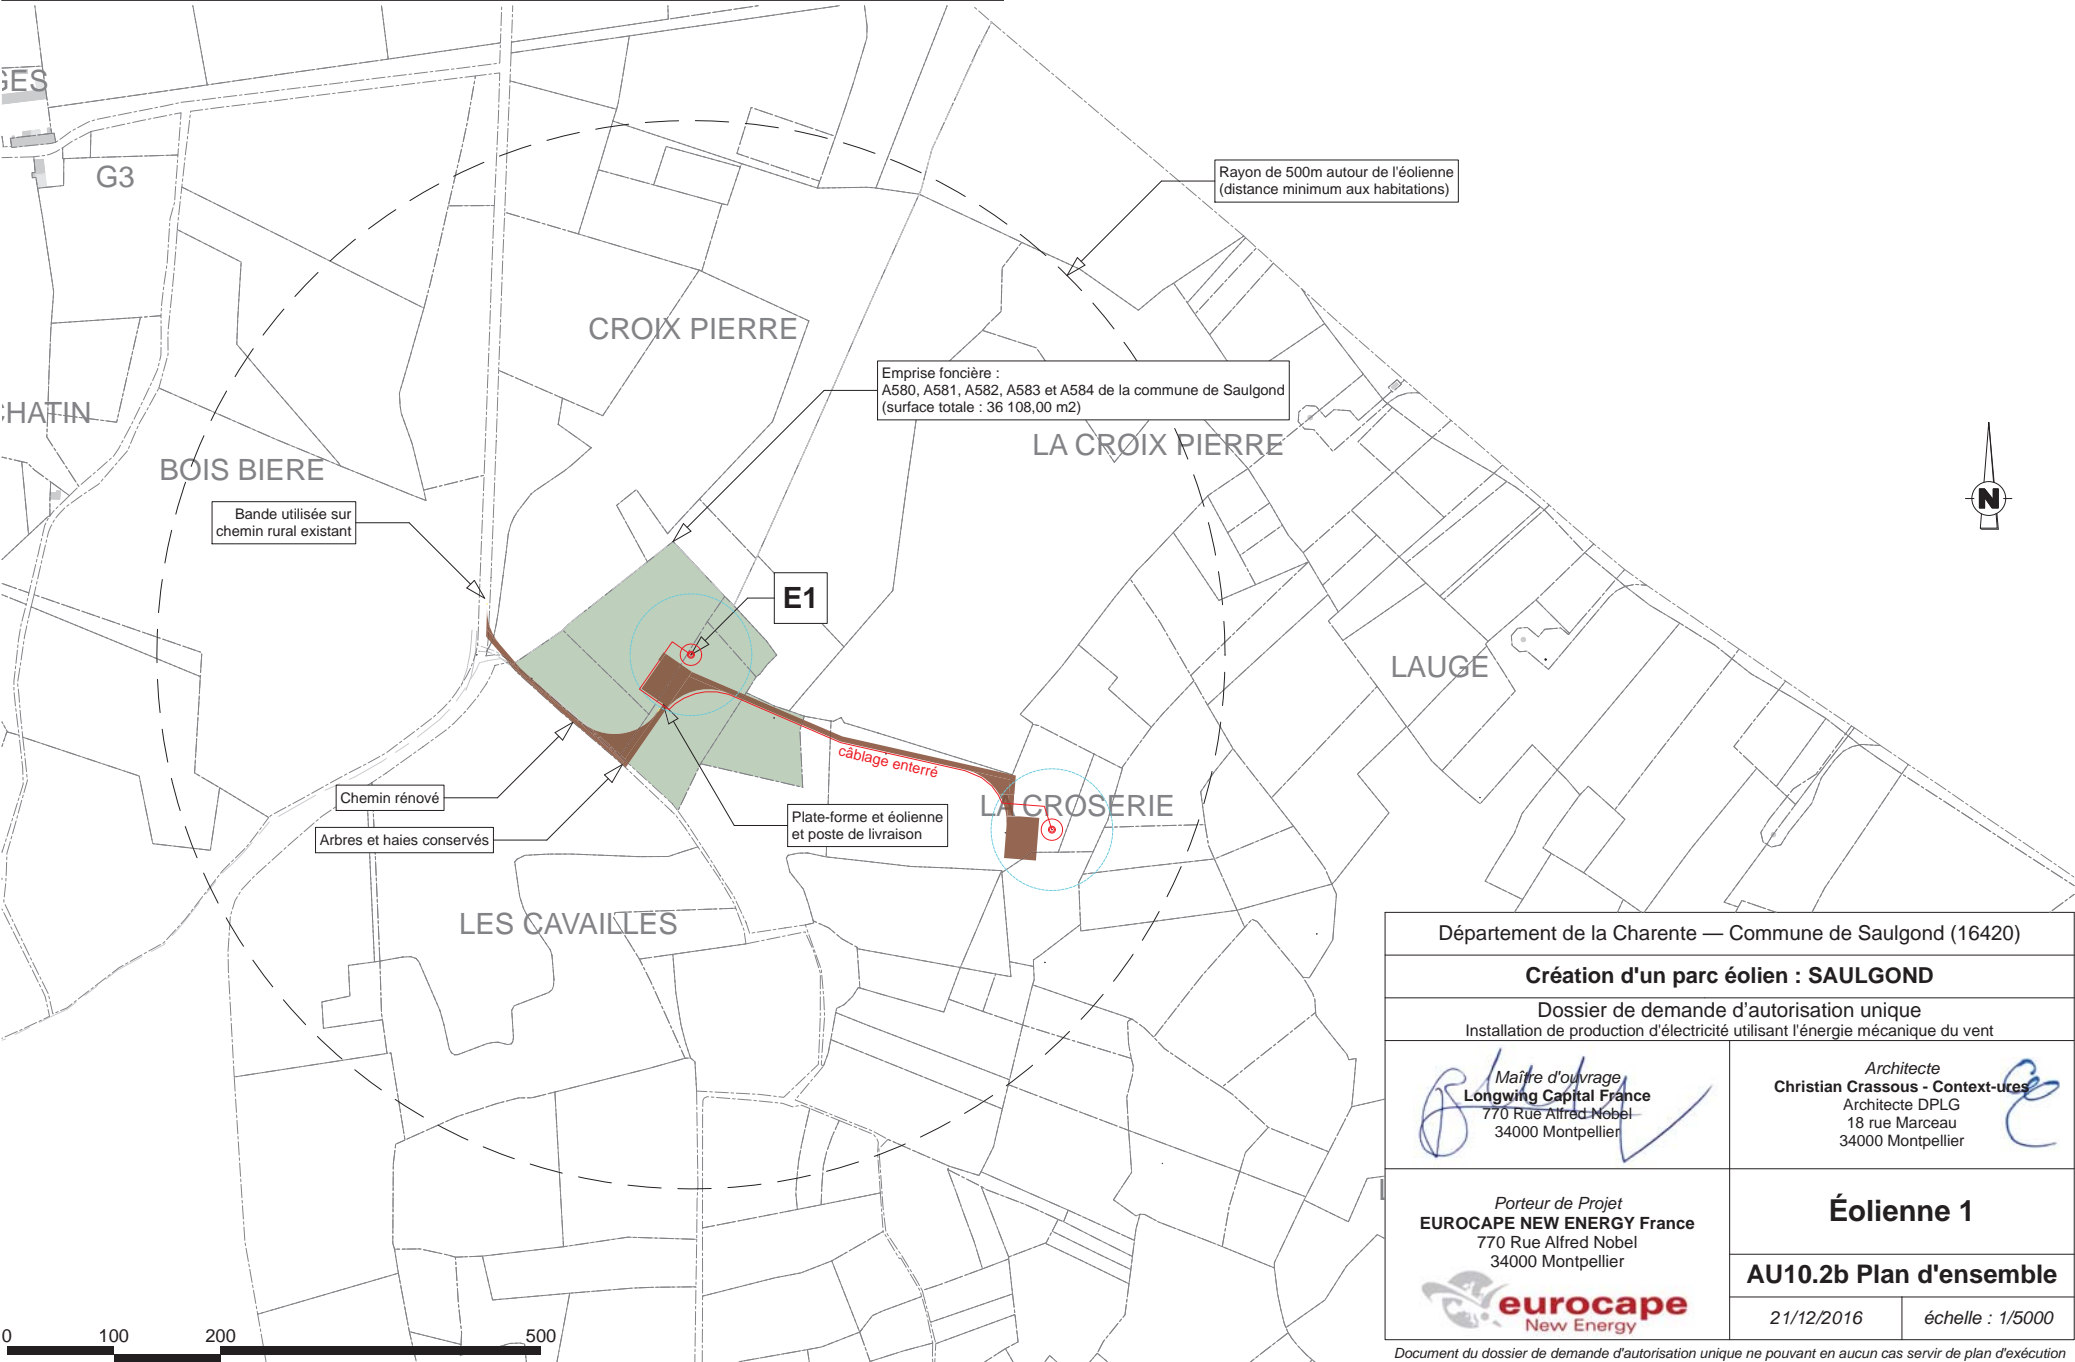 GES
G3
Rayon de 500m autour de l'éolienne
(distance minimum aux habitations)
CROIX PIERRE
Emprise foncière :
A580, A581, A582, A583 et A584 de la commune de Saulgond
(surface totale : 36 108,00 m2)
CHATIN
LA CROIX PIERRE
BOIS BIERE
N
Bande utilisée sur
chemin rural existant
E1
LAUGE
câblage enterré
Chemin rénové
LA CROSERIE
Plate-forme et éolienne
et poste de livraison
Arbres et haies conservés
LES CAVAILLES
Département de la Charente — Commune de Saulgond (16420)
Création d'un parc éolien : SAULGOND
Dossier de demande d'autorisation unique
Installation de production d'électricité utilisant l'énergie mécanique du vent
Maître d'ouvrage
Longwing Capital France
770 Rue Alfred Nobel
34000 Montpellier
Architecte
Christian Crassous - Context-ures
Architecte DPLG
18 rue Marceau
34000 Montpellier
Porteur de Projet
EUROCAPE NEW ENERGY France
770 Rue Alfred Nobel
34000 Montpellier
eurocape
New Energy
Éolienne 1
AU10.2b Plan d'ensemble
21/12/2016
échelle : 1/5000
0 100 200 500
Document du dossier de demande d'autorisation unique ne pouvant en aucun cas servir de plan d'exécution